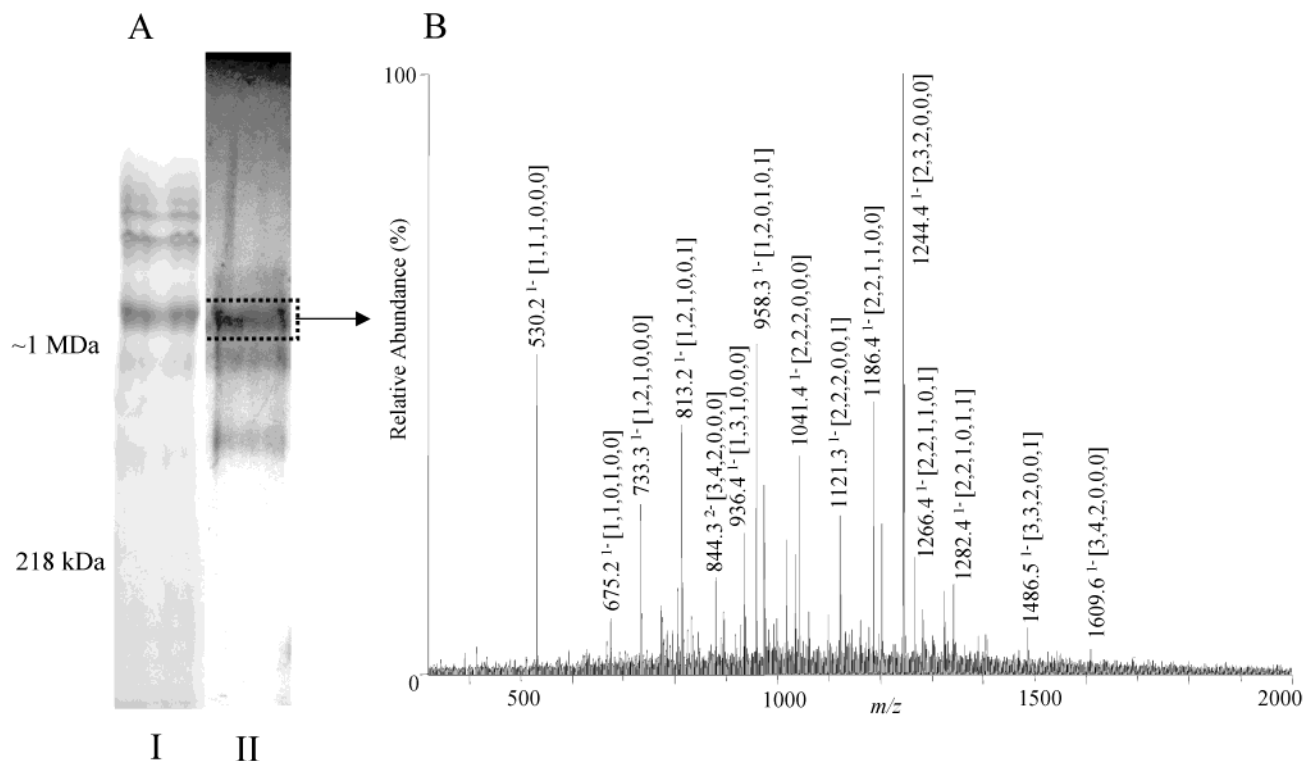 A
B
~1 MDa
218 kDa
I
II
Relative Abundance (%)
100
0
530.2 ¹⁻ [1,1,1,0,0,0]
675.2 ¹⁻ [1,1,0,1,0,0]
733.3 ¹⁻ [1,2,1,0,0,0]
813.2 ¹⁻ [1,2,1,0,0,1]
844.3 ²⁻ [3,4,2,0,0,0]
936.4 ¹⁻ [1,3,1,0,0,0]
958.3 ¹⁻ [1,2,0,1,0,1]
1041.4 ¹⁻ [2,2,2,0,0,0]
1121.3 ¹⁻ [2,2,2,0,0,1]
1186.4 ¹⁻ [2,2,1,1,0,0]
1244.4 ¹⁻ [2,3,2,0,0,0]
1266.4 ¹⁻ [2,2,1,1,0,1]
1282.4 ¹⁻ [2,2,1,0,1,1]
1486.5 ¹⁻ [3,3,2,0,0,1]
1609.6 ¹⁻ [3,4,2,0,0,0]
500
1000
1500
2000
m/z